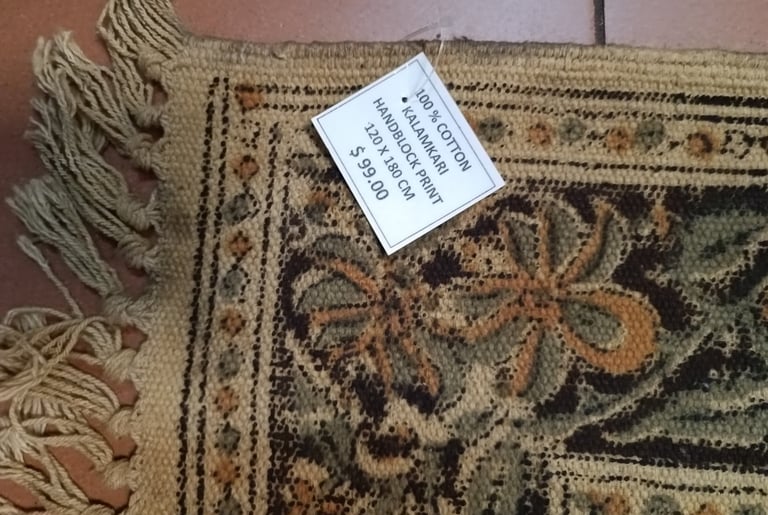 100 % COTTON
KALAMKARI
HANDBLOCK PRINT
120 X 180 CM
$ 99.00